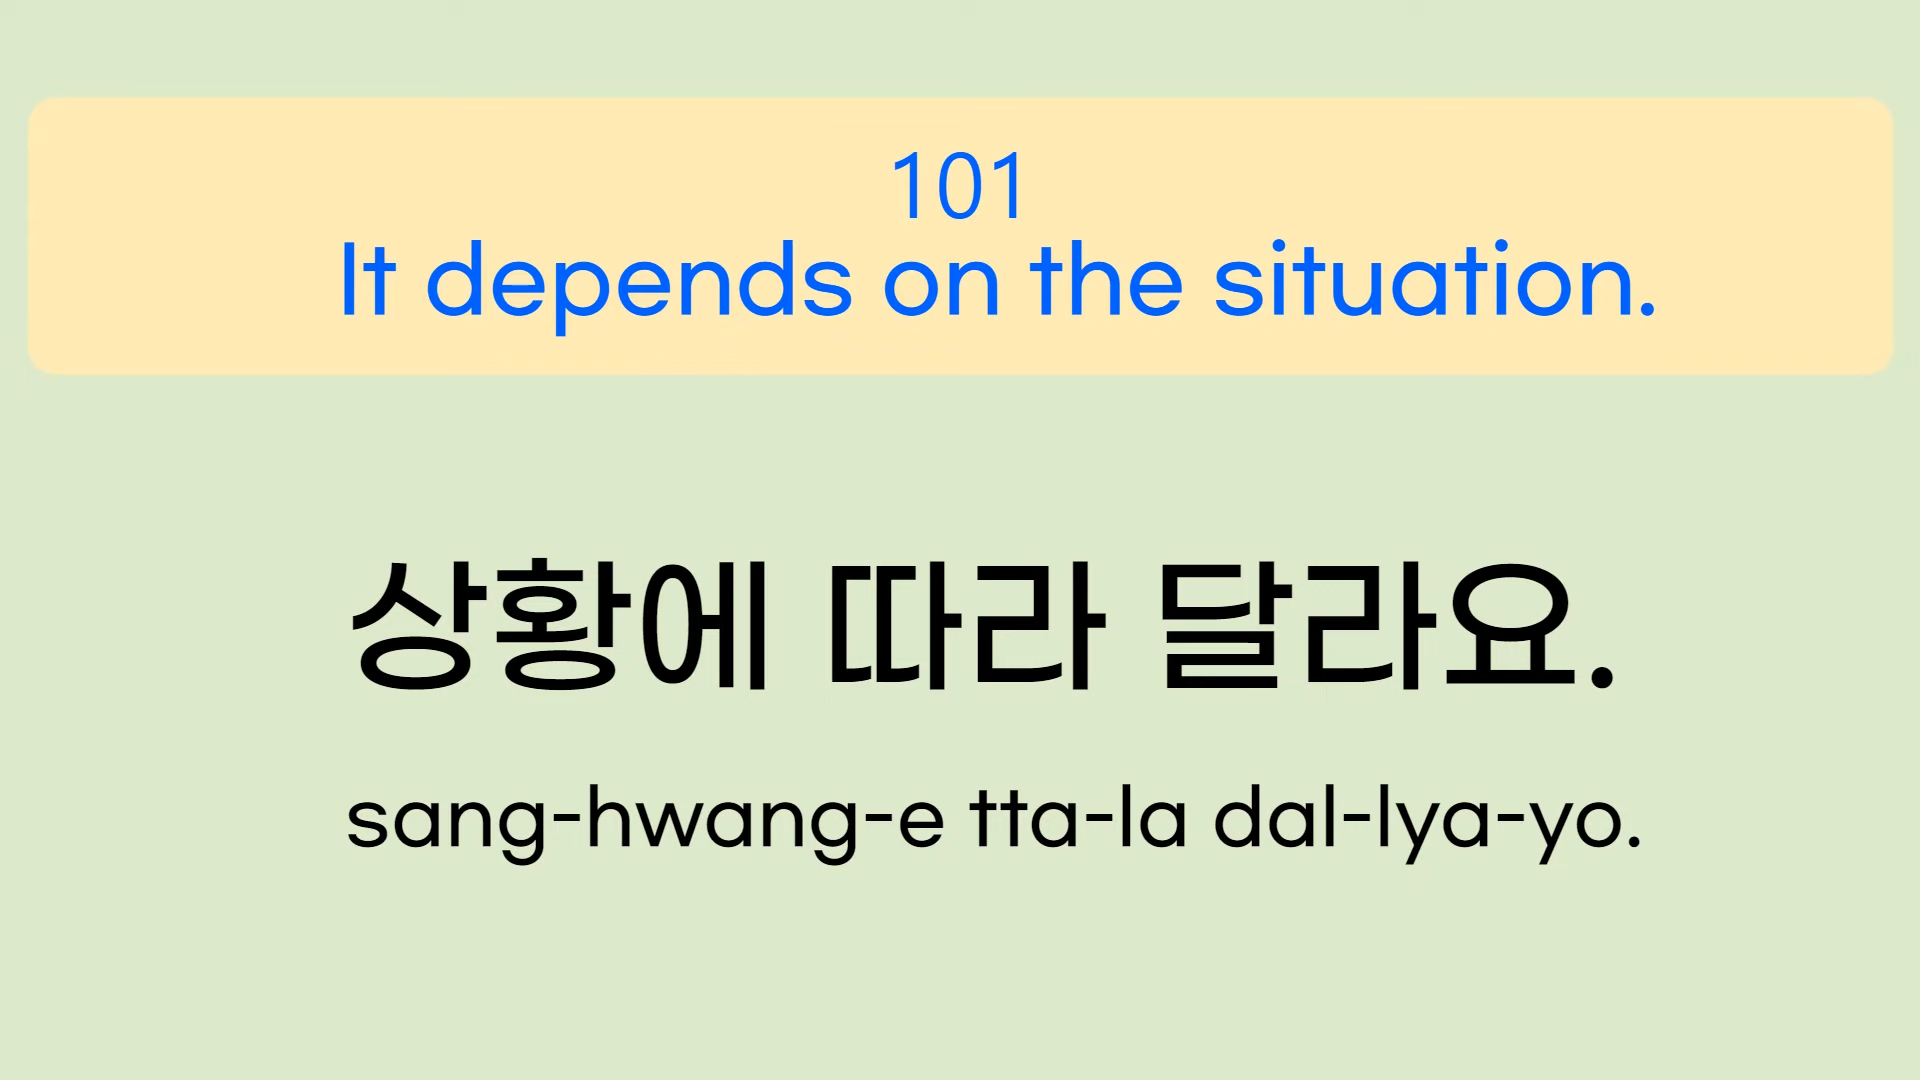 101
It depends on the situation.
상황에 따라 달라요.
sang-hwang-e tta-la dal-lya-yo.